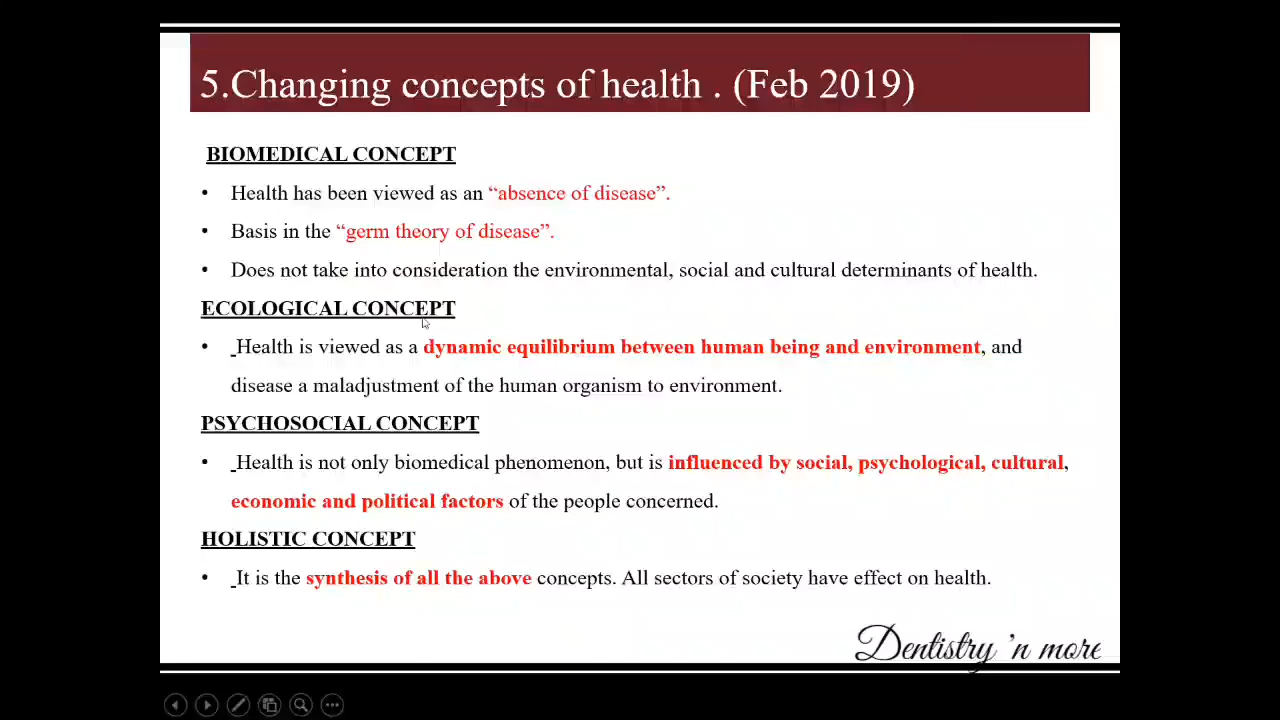 5.Changing concepts of health . (Feb 2019)
BIOMEDICAL CONCEPT
• Health has been viewed as an “absence of disease”.
• Basis in the “germ theory of disease”.
• Does not take into consideration the environmental, social and cultural determinants of health.
ECOLOGICAL CONCEPT
• Health is viewed as a dynamic equilibrium between human being and environment, and
disease a maladjustment of the human organism to environment.
PSYCHOSOCIAL CONCEPT
• Health is not only biomedical phenomenon, but is influenced by social, psychological, cultural,
economic and political factors of the people concerned.
HOLISTIC CONCEPT
• It is the synthesis of all the above concepts. All sectors of society have effect on health.
Dentistry 'n more